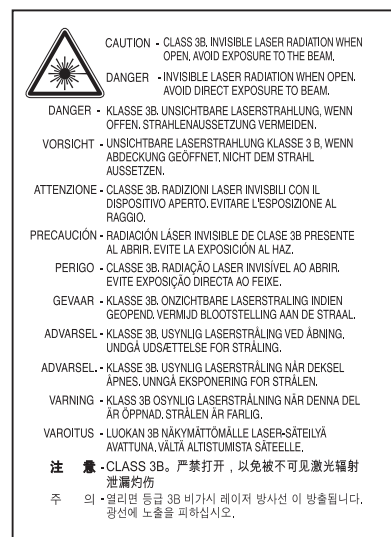 CAUTION - CLASS 3B. INVISIBLE LASER RADIATION WHEN
OPEN. AVOID EXPOSURE TO THE BEAM.
DANGER - INVISIBLE LASER RADIATION WHEN OPEN.
AVOID DIRECT EXPOSURE TO BEAM.
DANGER - KLASSE 3B. UNSICHTBARE LASERSTRAHLUNG, WENN
OFFEN. STRAHLENAUSSETZUNG VERMEIDEN.
VORSICHT - UNSICHTBARE LASERSTRAHLUNG KLASSE 3 B, WENN
ABDECKUNG GEÖFFNET. NICHT DEM STRAHL
AUSSETZEN.
ATTENZIONE - CLASSE 3B. RADIZIONI LASER INVISBILI CON IL
DISPOSITIVO APERTO. EVITARE L'ESPOSIZIONE AL
RAGGIO.
PRECAUCIÓN - RADIACIÓN LÁSER INVISIBLE DE CLASE 3B PRESENTE
AL ABRIR. EVITE LA EXPOSICIÓN AL HAZ.
PERIGO - CLASSE 3B. RADIAÇÃO LASER INVISÍVEL AO ABRIR.
EVITE EXPOSIÇÃO DIRECTA AO FEIXE.
GEVAAR - KLASSE 3B. ONZICHTBARE LASERSTRALING INDIEN
GEOPEND. VERMIJD BLOOTSTELLING AAN DE STRAAL.
ADVARSEL - KLASSE 3B, USYNLIG LASERSTRÅLING VED ÅBNING.
UNDGÅ UDSÆTTELSE FOR STRÅLING.
ADVARSEL. - KLASSE 3B. USYNLIG LASERSTRÅLING NÅR DEKSEL
ÅPNES. UNNGÅ EKSPONERING FOR STRÅLEN.
VARNING - KLASS 3B OSYNLIG LASERSTRÅLNING NÄR DENNA DEL
ÄR ÖPPNAD. STRÅLEN ÄR FARLIG.
VAROITUS - LUOKAN 3B NÄKYMÄTTÖMÄLLE LASER-SÄTEILYÄ
AVATTUNA. VÄLTÄ ALTISTUMISTA SÄTEELLE.
注 意 - CLASS 3B。严禁打开，以免被不可见激光辐射
泄漏灼伤
주 의 - 열리면 등급 3B 비가시 레이저 방사선 이 방출됩니다.
광선에 노출을 피하십시오.